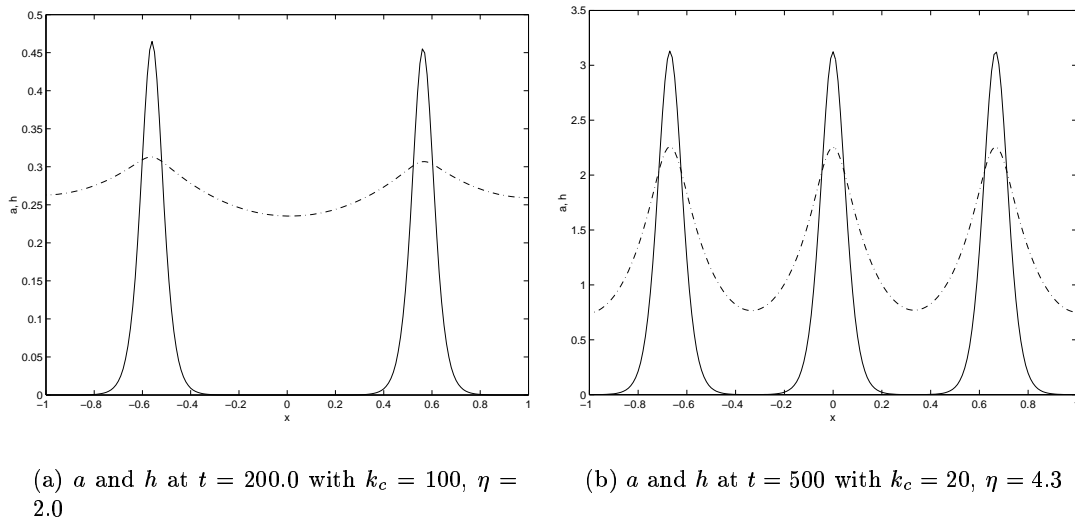 0.5
0.45
0.4
0.35
0.3
0.25
0.2
0.15
0.1
0.05
0
a, h
−1 −0.8 −0.6 −0.4 −0.2 0 0.2 0.4 0.6 0.8 1
x
3.5
3
2.5
2
1.5
1
0.5
0
a, h
−1 −0.8 −0.6 −0.4 −0.2 0 0.2 0.4 0.6 0.8 1
x
(a) a and h at t = 200.0 with k_c = 100, η =
2.0
(b) a and h at t = 500 with k_c = 20, η = 4.3